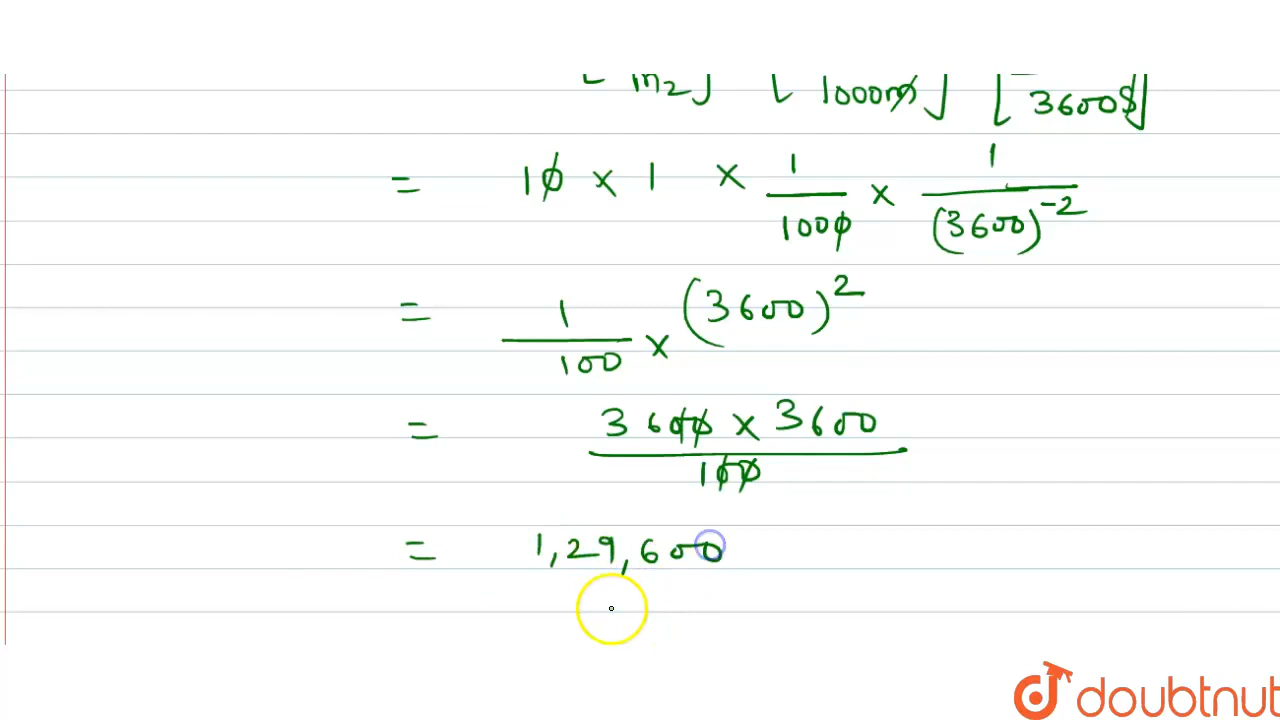 [ m2 ] [ 1000m ] [ 3600S ]
= 10 × 1 × 1/1000 × 1/(3600)^-2
= 1/100 × (3600)^2
= 3600 × 3600 / 100
= 1,29,600
doubtnut